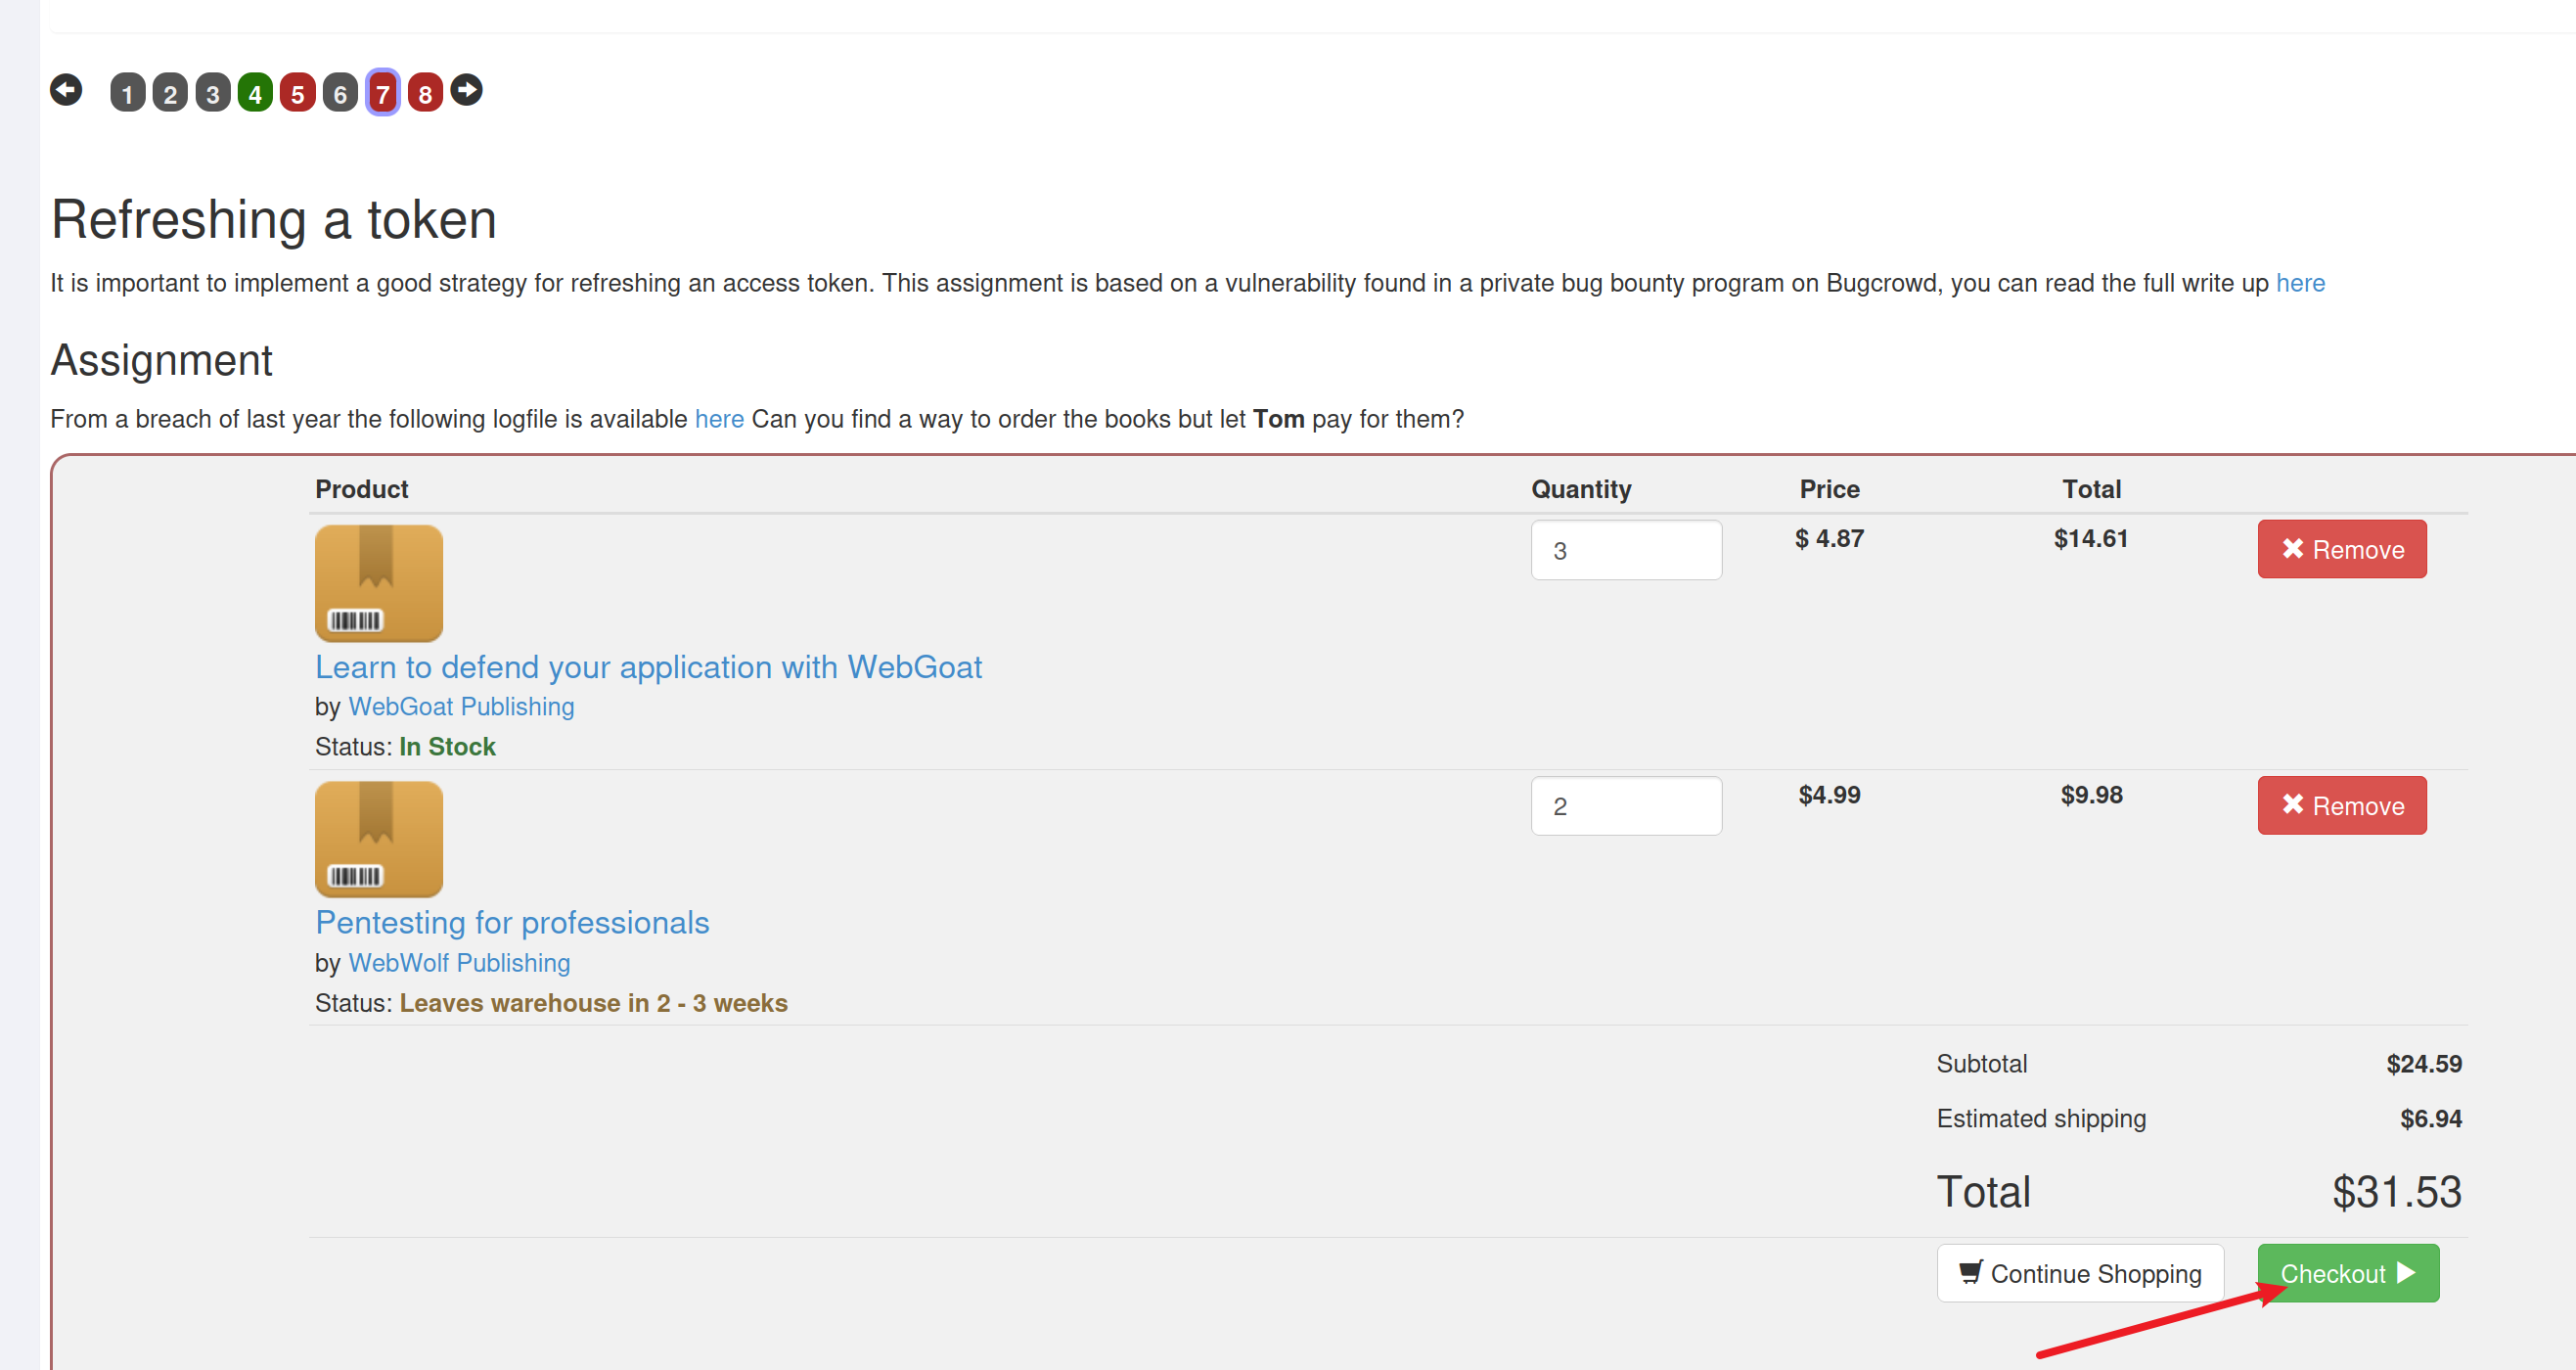 1 2 3 4 5 6 7 8
Refreshing a token
It is important to implement a good strategy for refreshing an access token. This assignment is based on a vulnerability found in a private bug bounty program on Bugcrowd, you can read the full write up here
Assignment
From a breach of last year the following logfile is available here Can you find a way to order the books but let Tom pay for them?
Product Quantity Price Total
3 $ 4.87 $14.61 Remove
Learn to defend your application with WebGoat
by WebGoat Publishing
Status: In Stock
2 $4.99 $9.98 Remove
Pentesting for professionals
by WebWolf Publishing
Status: Leaves warehouse in 2 - 3 weeks
Subtotal $24.59
Estimated shipping $6.94
Total $31.53
Continue Shopping Checkout